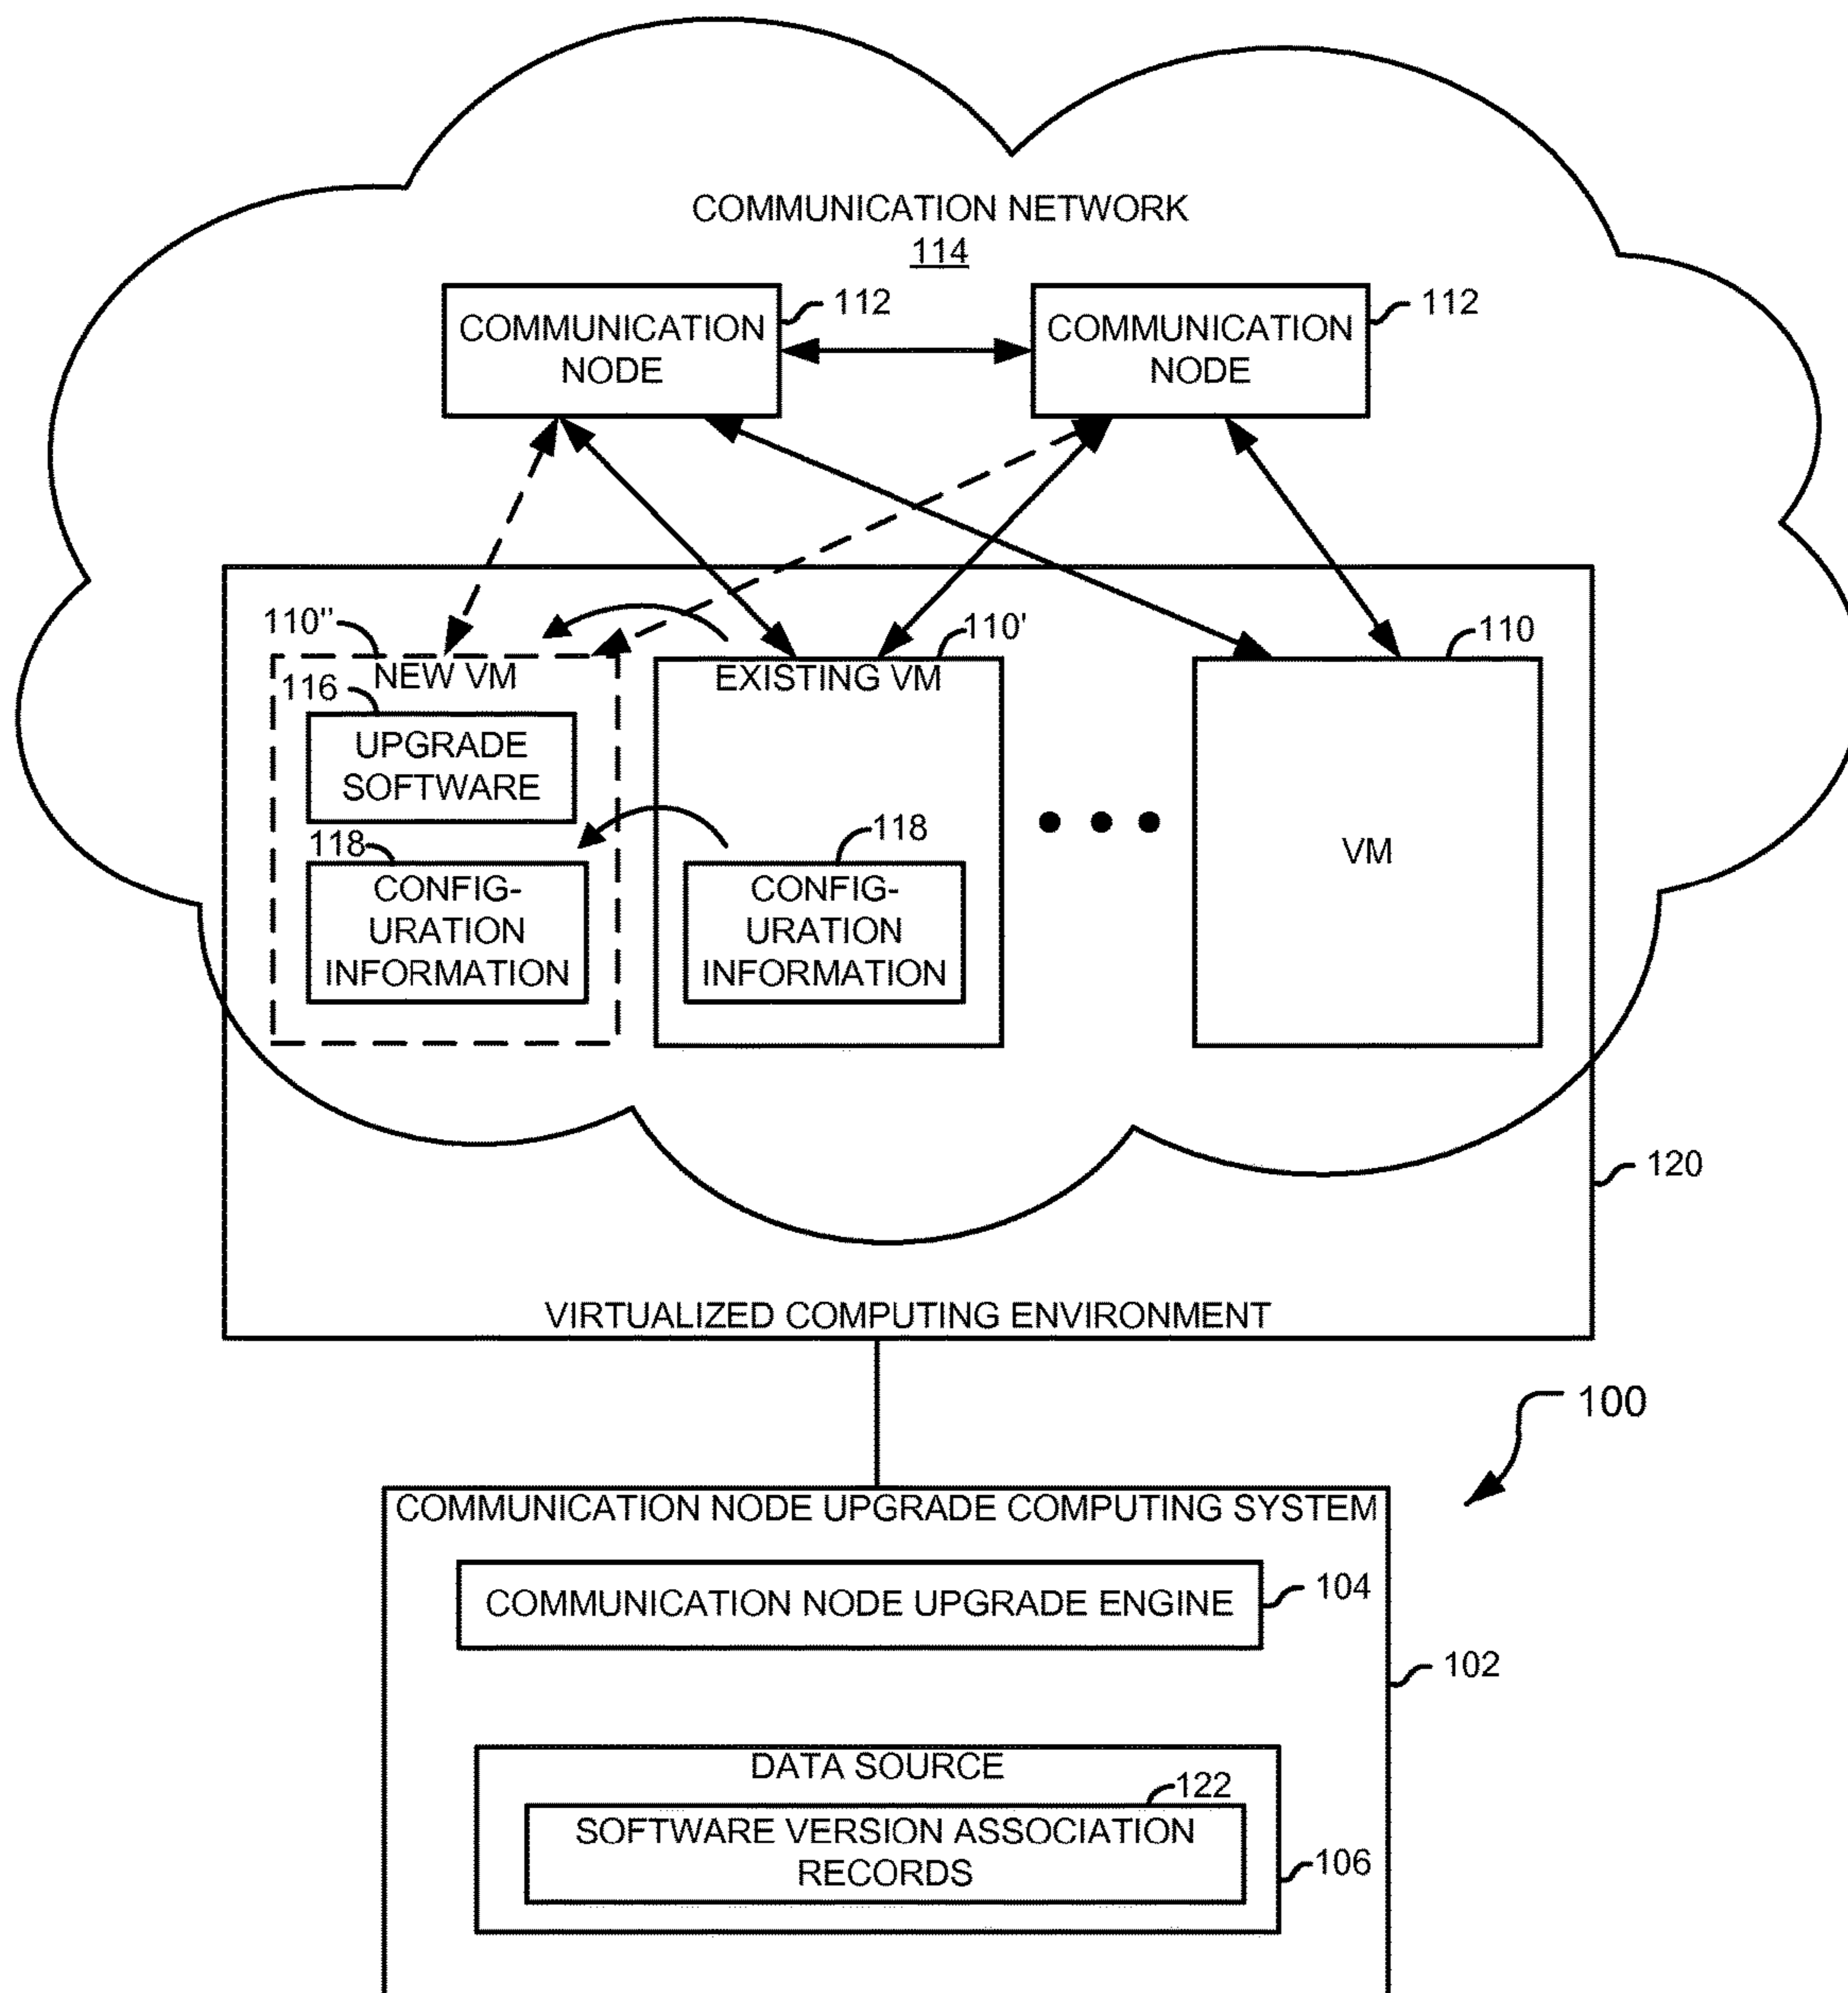 COMMUNICATION NETWORK
114
COMMUNICATION
NODE
112
COMMUNICATION
NODE
112
110"
NEW VM
116
UPGRADE
SOFTWARE
118
CONFIG-
URATION
INFORMATION
110'
EXISTING VM
118
CONFIG-
URATION
INFORMATION
110
VM
120
VIRTUALIZED COMPUTING ENVIRONMENT
100
COMMUNICATION NODE UPGRADE COMPUTING SYSTEM
COMMUNICATION NODE UPGRADE ENGINE
104
102
DATA SOURCE
122
SOFTWARE VERSION ASSOCIATION
RECORDS
106